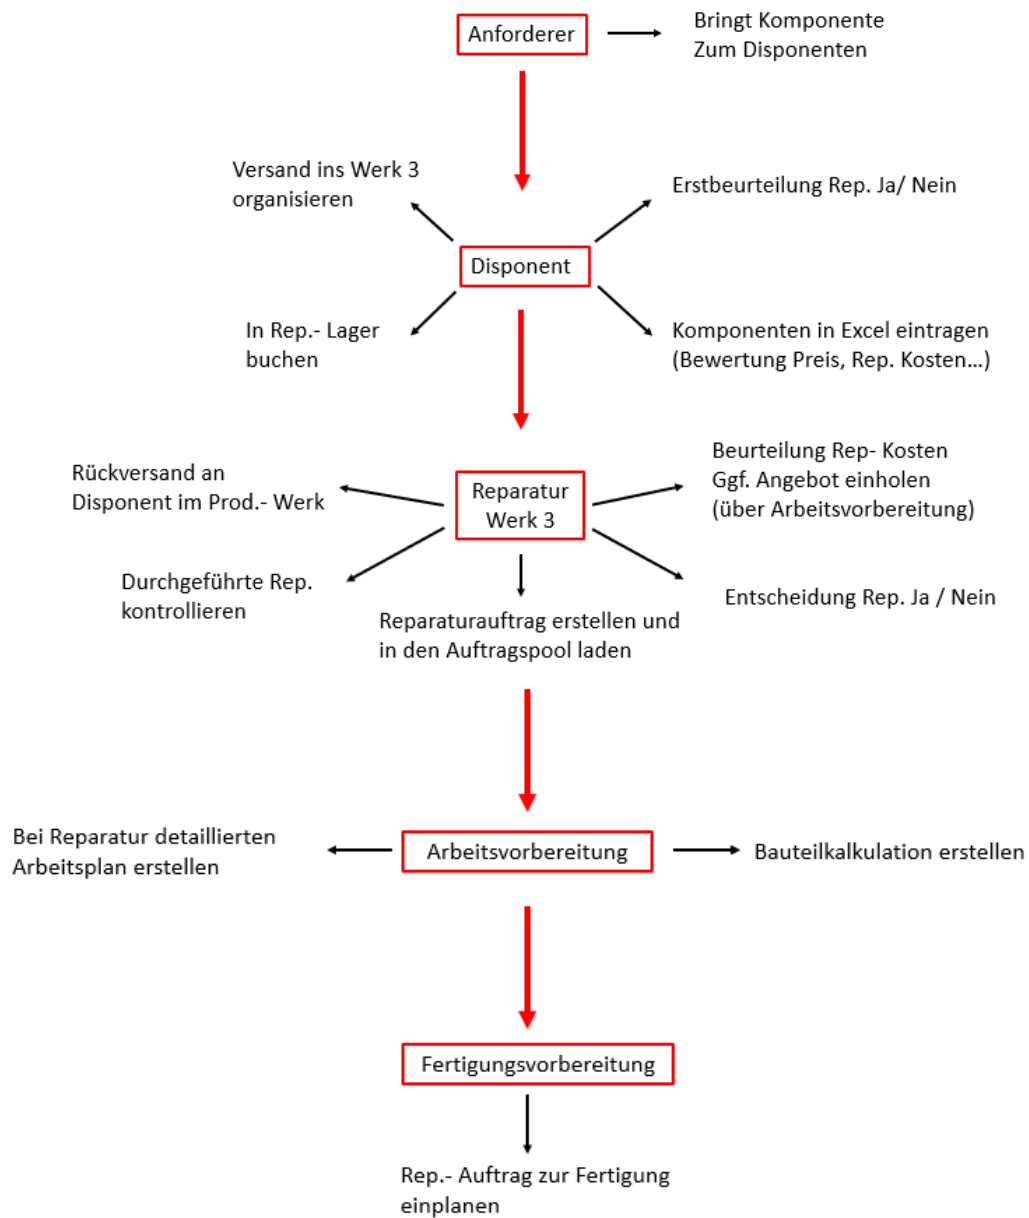 Anforderer
Bringt Komponente
Zum Disponenten
Versand ins Werk 3
organisieren
Erstbeurteilung Rep. Ja/ Nein
Disponent
In Rep.- Lager
buchen
Komponenten in Excel eintragen
(Bewertung Preis, Rep. Kosten…)
Rückversand an
Disponent im Prod.- Werk
Reparatur
Werk 3
Beurteilung Rep- Kosten
Ggf. Angebot einholen
(über Arbeitsvorbereitung)
Durchgeführte Rep.
kontrollieren
Reparaturauftrag erstellen und
in den Auftragspool laden
Entscheidung Rep. Ja / Nein
Bei Reparatur detaillierten
Arbeitsplan erstellen
Arbeitsvorbereitung
Bauteilkalkulation erstellen
Fertigungsvorbereitung
Rep.- Auftrag zur Fertigung
einplanen